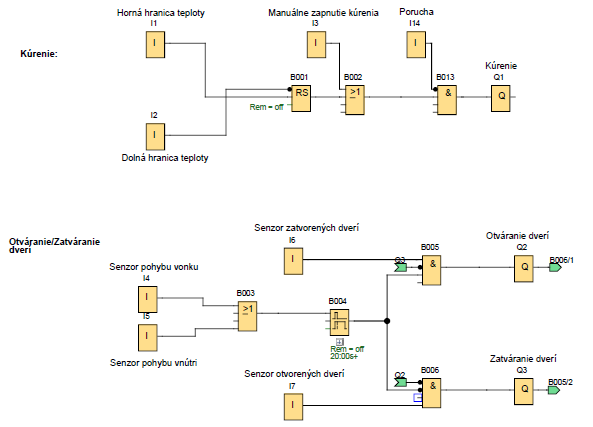 Horná hranica teploty
I1
I
Manuálne zapnutie kúrenia
I3
I
Porucha
I14
I
Kúrenie:
Kúrenie
Q1
Q
B001
RS
Rem = off
B002
>1
B013
&
I2
I
Dolná hranica teploty
Otváranie/Zatváranie
dverí
Senzor zatvorených dverí
I6
I
Q3
B005
&
Otváranie dverí
Q2
Q
B006/1
Senzor pohybu vonku
I4
I
I5
I
Senzor pohybu vnútri
B003
>1
B004
Rem = off
20:00s+
Senzor otvorených dverí
I7
I
Q2
B006
&
Zatváranie dverí
Q3
Q
B005/2